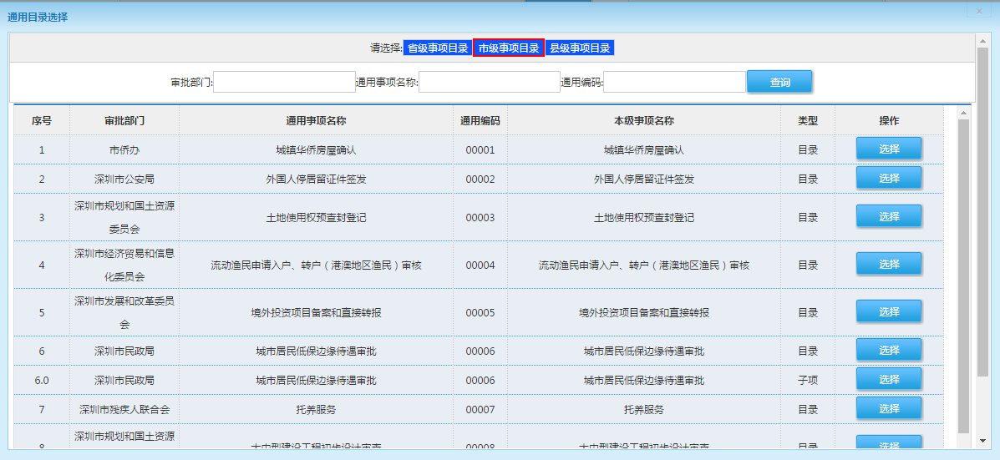 通用目录选择
请选择: 省级事项目录 市级事项目录 县级事项目录
审批部门: 通用事项名称: 通用编码: 查询
序号 审批部门 通用事项名称 通用编码 本级事项名称 类型 操作
1 市侨办 城镇华侨房屋确认 00001 城镇华侨房屋确认 目录 选择
2 深圳市公安局 外国人停居留证件签发 00002 外国人停居留证件签发 目录 选择
深圳市规划和国土资源
3 土地使用权预查封登记 00003 土地使用权预查封登记 目录 选择
委员会
深圳市经济贸易和信息
4 流动渔民申请入户、转户（港澳地区渔民）审核 00004 流动渔民申请入户、转户（港澳地区渔民）审核 目录 选择
化委员会
深圳市发展和改革委员
5 境外投资项目备案和直接转报 00005 境外投资项目备案和直接转报 目录 选择
会
6 深圳市民政局 城市居民低保边缘待遇审批 00006 城市居民低保边缘待遇审批 目录 选择
6.0 深圳市民政局 城市居民低保边缘待遇审批 00006 城市居民低保边缘待遇审批 子项 选择
7 深圳市残疾人联合会 托养服务 00007 托养服务 目录 选择
深圳市规划和国土资源
8 大中型建设工程初步设计审查 00008 大中型建设工程初步设计审查 目录 选择